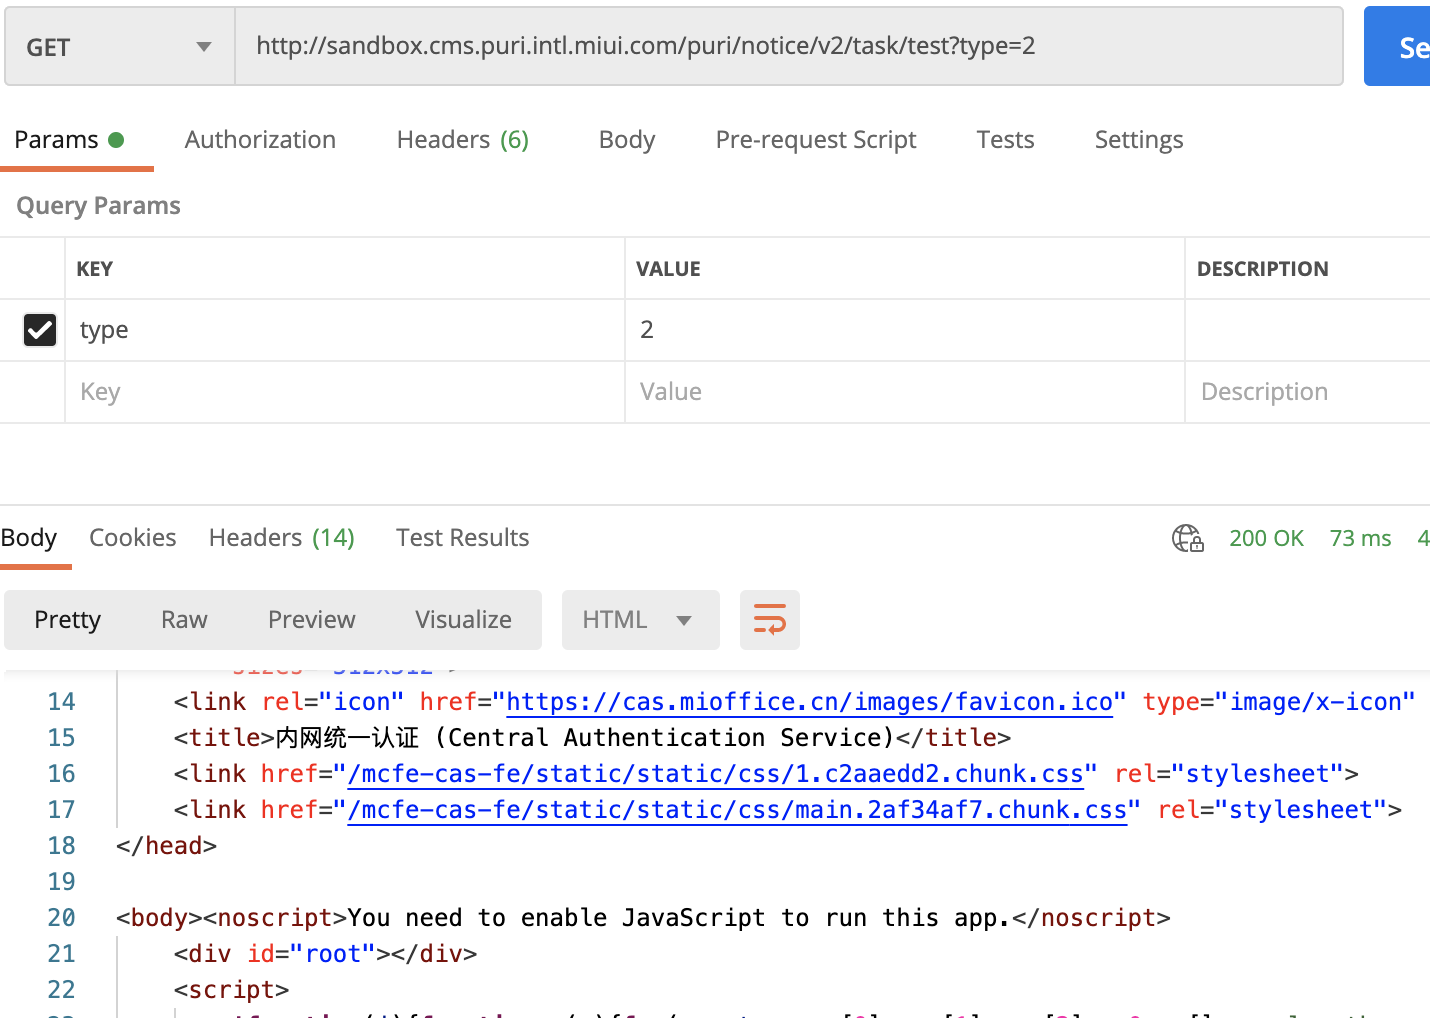 GET http://sandbox.cms.puri.intl.miui.com/puri/notice/v2/task/test?type=2 Se
Params Authorization Headers (6) Body Pre-request Script Tests Settings
Query Params
KEY VALUE DESCRIPTION
type 2
Key Value Description
Body Cookies Headers (14) Test Results 200 OK 73 ms 4
Pretty Raw Preview Visualize HTML
sizes="512x512">
14 <link rel="icon" href="https://cas.mioffice.cn/images/favicon.ico" type="image/x-icon"
15 <title>内网统一认证 (Central Authentication Service)</title>
16 <link href="/mcfe-cas-fe/static/static/css/1.c2aaedd2.chunk.css" rel="stylesheet">
17 <link href="/mcfe-cas-fe/static/static/css/main.2af34af7.chunk.css" rel="stylesheet">
18 </head>
19
20 <body><noscript>You need to enable JavaScript to run this app.</noscript>
21 <div id="root"></div>
22 <script>